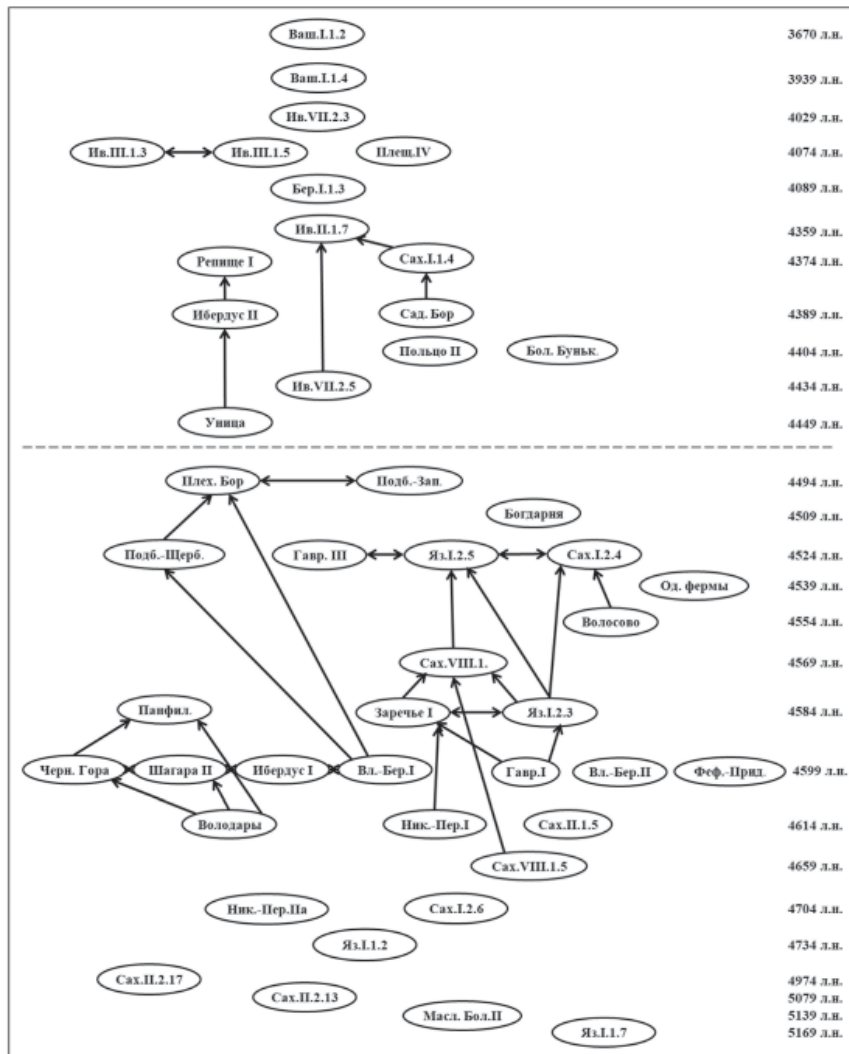 Ваш.I.1.2 3670 л.н.
Ваш.I.1.4 3939 л.н.
Ив.VII.2.3 4029 л.н.
Ив.III.1.3 Ив.III.1.5 Плещ.IV 4074 л.н.
Бер.I.1.3 4089 л.н.
Ив.II.1.7 4359 л.н.
Репище I Сах.I.1.4 4374 л.н.
Ибердус II Сад. Бор 4389 л.н.
Польцо II Бол. Буньк. 4404 л.н.
Ив.VII.2.5 4434 л.н.
Уница 4449 л.н.
Плех. Бор Подб.-Зап. 4494 л.н.
Богдарня 4509 л.н.
Подб.-Щерб. Гавр. III Яз.I.2.5 Сах.I.2.4 4524 л.н.
Од. фермы 4539 л.н.
Волосово 4554 л.н.
Сах.VIII.1. 4569 л.н.
Панфил. Заречье I Яз.I.2.3 4584 л.н.
Черн. Гора Шагара II Ибердус I Вл.-Бер.I Гавр.I Вл.-Бер.II Феф.-Прид. 4599 л.н.
Володары Ник.-Пер.I Сах.II.1.5 4614 л.н.
Сах.VIII.1.5 4659 л.н.
Ник.-Пер.IIа Сах.I.2.6 4704 л.н.
Яз.I.1.2 4734 л.н.
Сах.II.2.17 4974 л.н.
Сах.II.2.13 5079 л.н.
Масл. Бол.II 5139 л.н.
Яз.I.1.7 5169 л.н.